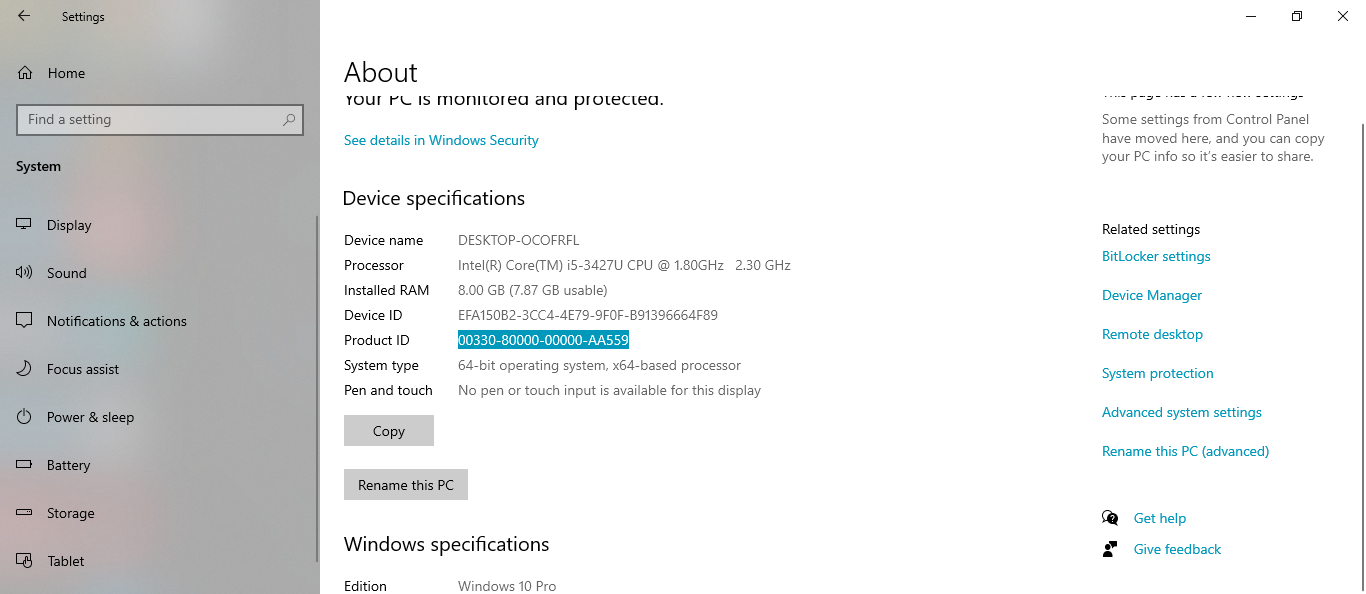 Settings
Home
Find a setting
System
Display
Sound
Notifications & actions
Focus assist
Power & sleep
Battery
Storage
Tablet
About
Your PC is monitored and protected.
See details in Windows Security
Device specifications
Device name DESKTOP-OCOFRFL
Processor Intel(R) Core(TM) i5-3427U CPU @ 1.80GHz 2.30 GHz
Installed RAM 8.00 GB (7.87 GB usable)
Device ID EFA150B2-3CC4-4E79-9F0F-B91396664F89
Product ID 00330-80000-00000-AA559
System type 64-bit operating system, x64-based processor
Pen and touch No pen or touch input is available for this display
Copy
Rename this PC
Windows specifications
Edition Windows 10 Pro
This page has a few new settings
Some settings from Control Panel
have moved here, and you can copy
your PC info so it's easier to share.
Related settings
BitLocker settings
Device Manager
Remote desktop
System protection
Advanced system settings
Rename this PC (advanced)
Get help
Give feedback